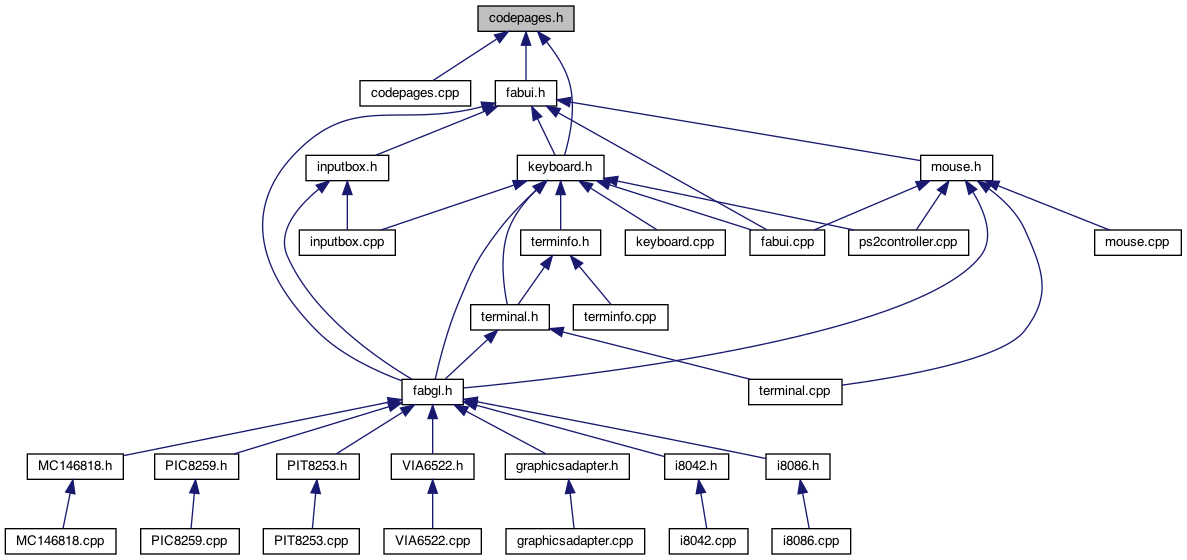 codepages.h
codepages.cpp
fabui.h
inputbox.h
keyboard.h
mouse.h
inputbox.cpp
terminfo.h
keyboard.cpp
fabui.cpp
ps2controller.cpp
mouse.cpp
terminal.h
terminfo.cpp
fabgl.h
terminal.cpp
MC146818.h
PIC8259.h
PIT8253.h
VIA6522.h
graphicsadapter.h
i8042.h
i8086.h
MC146818.cpp
PIC8259.cpp
PIT8253.cpp
VIA6522.cpp
graphicsadapter.cpp
i8042.cpp
i8086.cpp